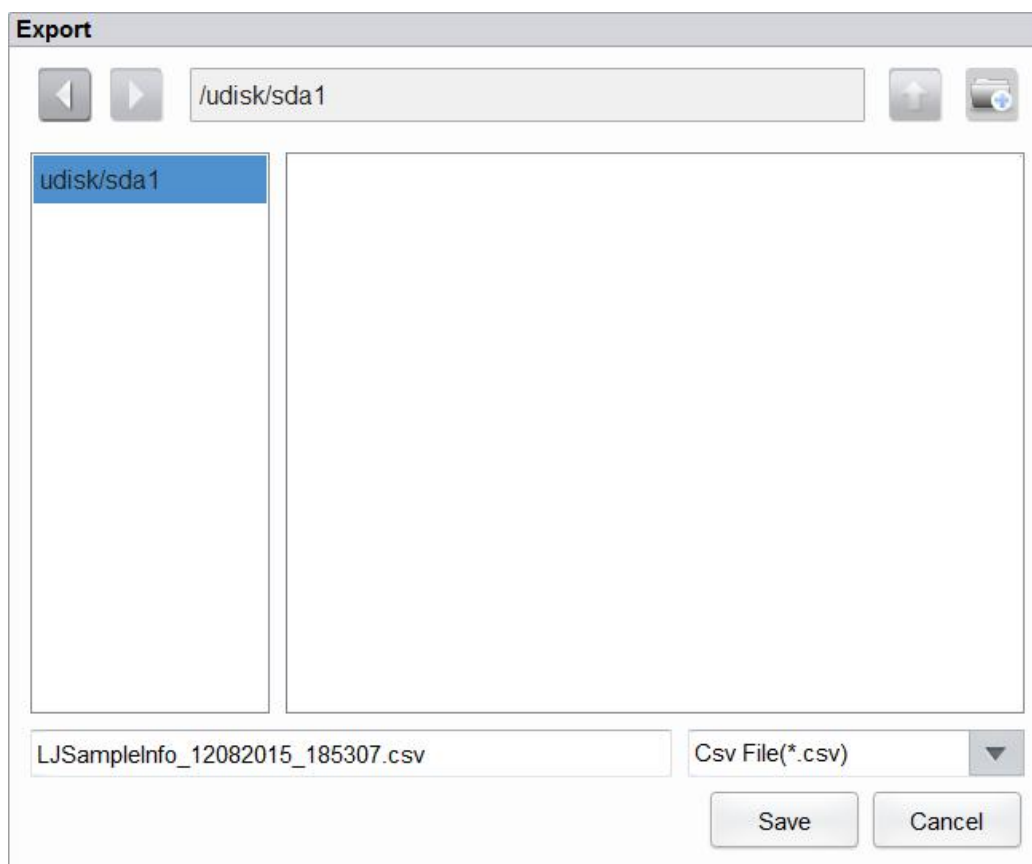 Export
/udisk/sda1
udisk/sda1
LJSampleInfo_12082015_185307.csv
Csv File(*.csv)
Save
Cancel